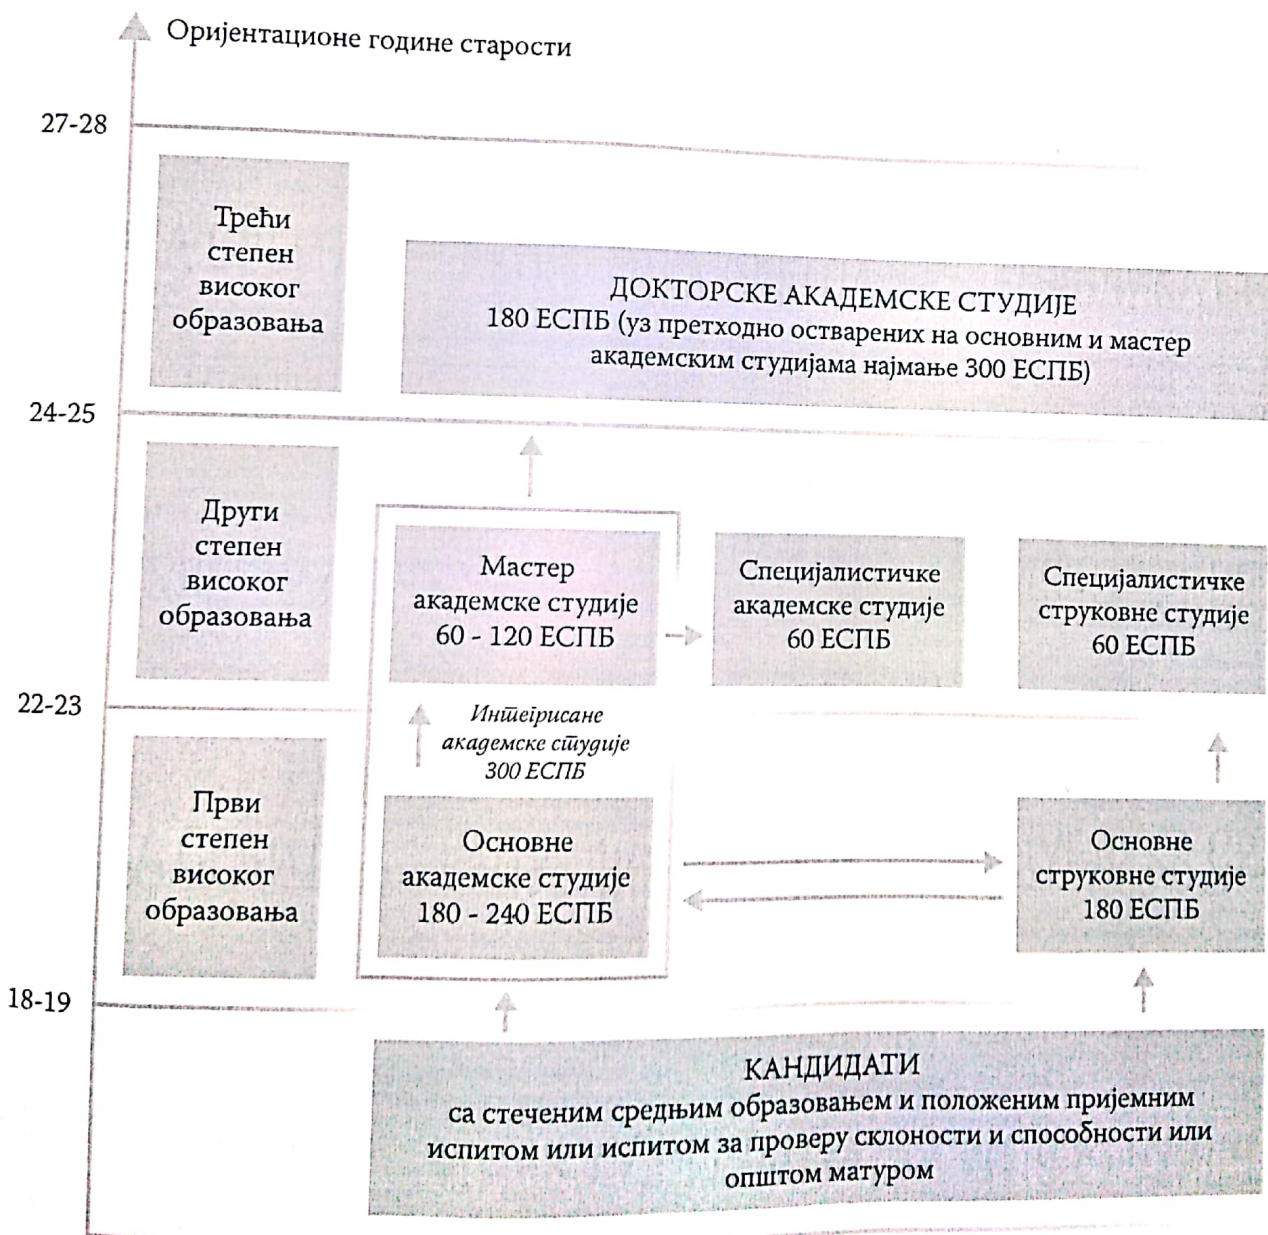 Оријентационе године старости
27-28
Трећи
степен
високог
образовања
ДОКТОРСКЕ АКАДЕМСКЕ СТУДИЈЕ
180 ЕСПБ (уз претходно остварених на основним и мастер
академским студијама најмање 300 ЕСПБ)
24-25
Други
степен
високог
образовања
Мастер
академске студије
60 - 120 ЕСПБ
Специјалистичке
академске студије
60 ЕСПБ
Специјалистичке
струковне студије
60 ЕСПБ
22-23
Интегрисане
академске студије
300 ЕСПБ
Први
степен
високог
образовања
Основне
академске студије
180 - 240 ЕСПБ
Основне
струковне студије
180 ЕСПБ
18-19
КАНДИДАТИ
са стеченим средњим образовањем и положеним пријемним
испитом или испитом за проверу склоности и способности или
општом матуром